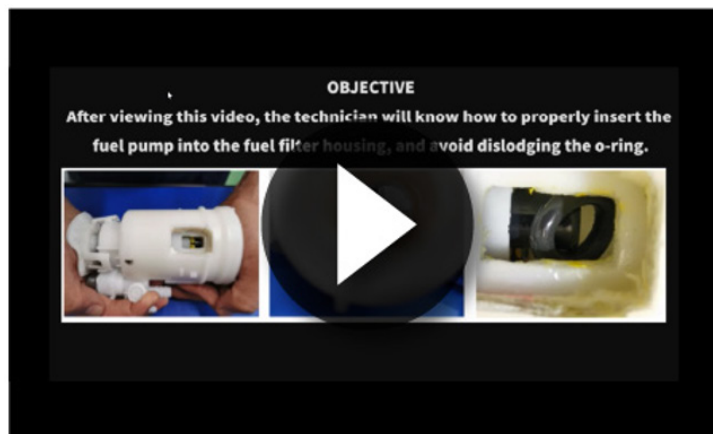 OBJECTIVE
After viewing this video, the technician will know how to properly insert the
fuel pump into the fuel filter housing, and avoid dislodging the o-ring.